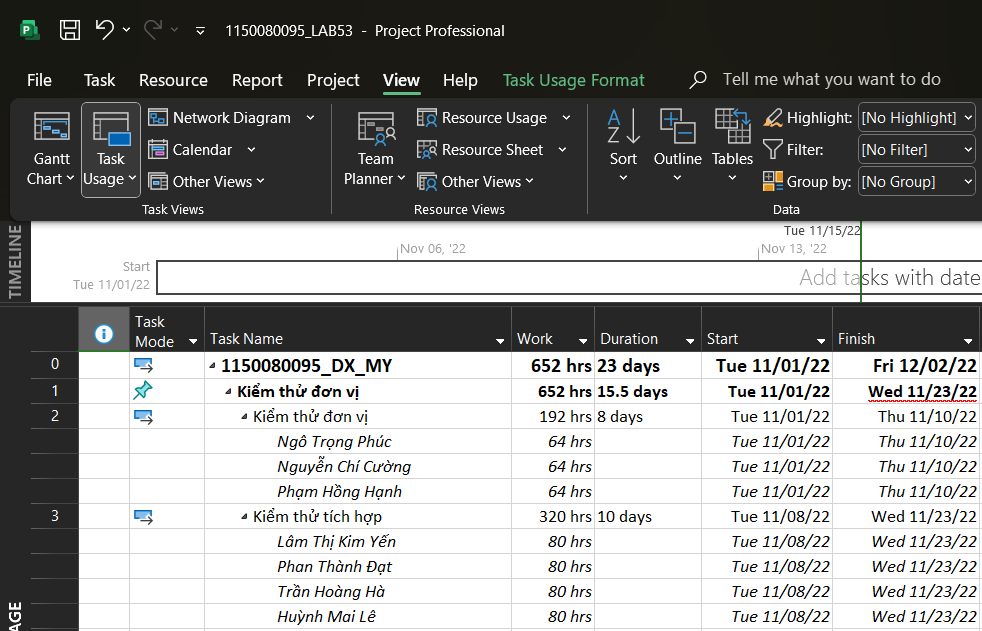 1150080095_LAB53 - Project Professional
File Task Resource Report Project View Help Task Usage Format Tell me what you want to do
Gantt Chart
Task Usage
Network Diagram
Calendar
Other Views
Task Views
Team Planner
Resource Usage
Resource Sheet
Other Views
Resource Views
Sort
Outline
Tables
Highlight: [No Highlight]
Filter: [No Filter]
Group by: [No Group]
Data
TIMELINE
Tue 11/15/22
Nov 06, '22 Nov 13, '22
Start
Tue 11/01/22
Add tasks with date
Task Mode Task Name Work Duration Start Finish
0 1150080095_DX_MY 652 hrs 23 days Tue 11/01/22 Fri 12/02/22
1 Kiểm thử đơn vị 652 hrs 15.5 days Tue 11/01/22 Wed 11/23/22
2 Kiểm thử đơn vị 192 hrs 8 days Tue 11/01/22 Thu 11/10/22
Ngô Trọng Phúc 64 hrs Tue 11/01/22 Thu 11/10/22
Nguyễn Chí Cường 64 hrs Tue 11/01/22 Thu 11/10/22
Phạm Hồng Hạnh 64 hrs Tue 11/01/22 Thu 11/10/22
3 Kiểm thử tích hợp 320 hrs 10 days Tue 11/08/22 Wed 11/23/22
Lâm Thị Kim Yến 80 hrs Tue 11/08/22 Wed 11/23/22
Phan Thành Đạt 80 hrs Tue 11/08/22 Wed 11/23/22
Trần Hoàng Hà 80 hrs Tue 11/08/22 Wed 11/23/22
Huỳnh Mai Lê 80 hrs Tue 11/08/22 Wed 11/23/22
AGE